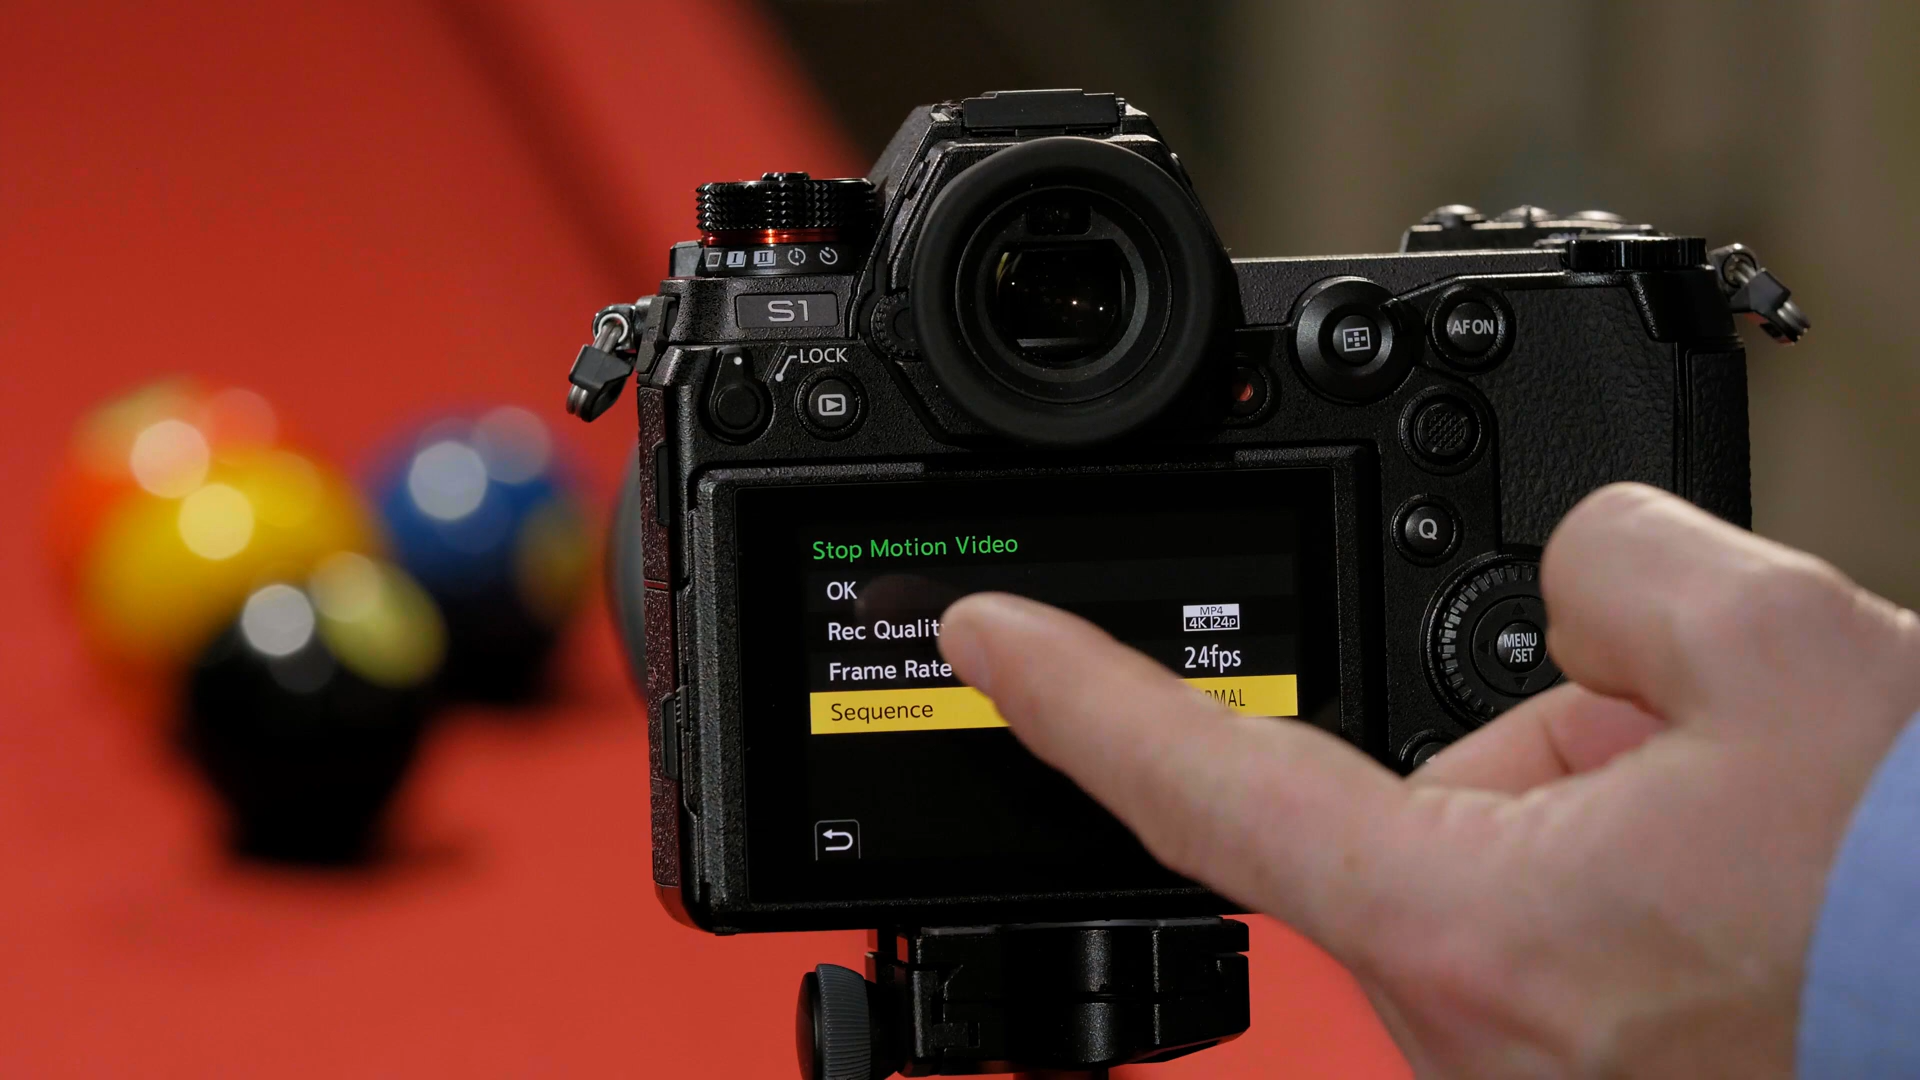 I II
S1
LOCK
AF ON
Q
Stop Motion Video
OK
Rec Qualit
MP4
4K 24p
Frame Rate
24fps
Sequence
MENU
/SET